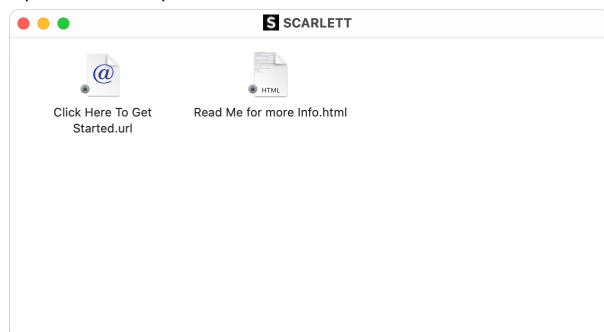 S SCARLETT
@
HTML
Click Here To Get
Started.url
Read Me for more Info.html